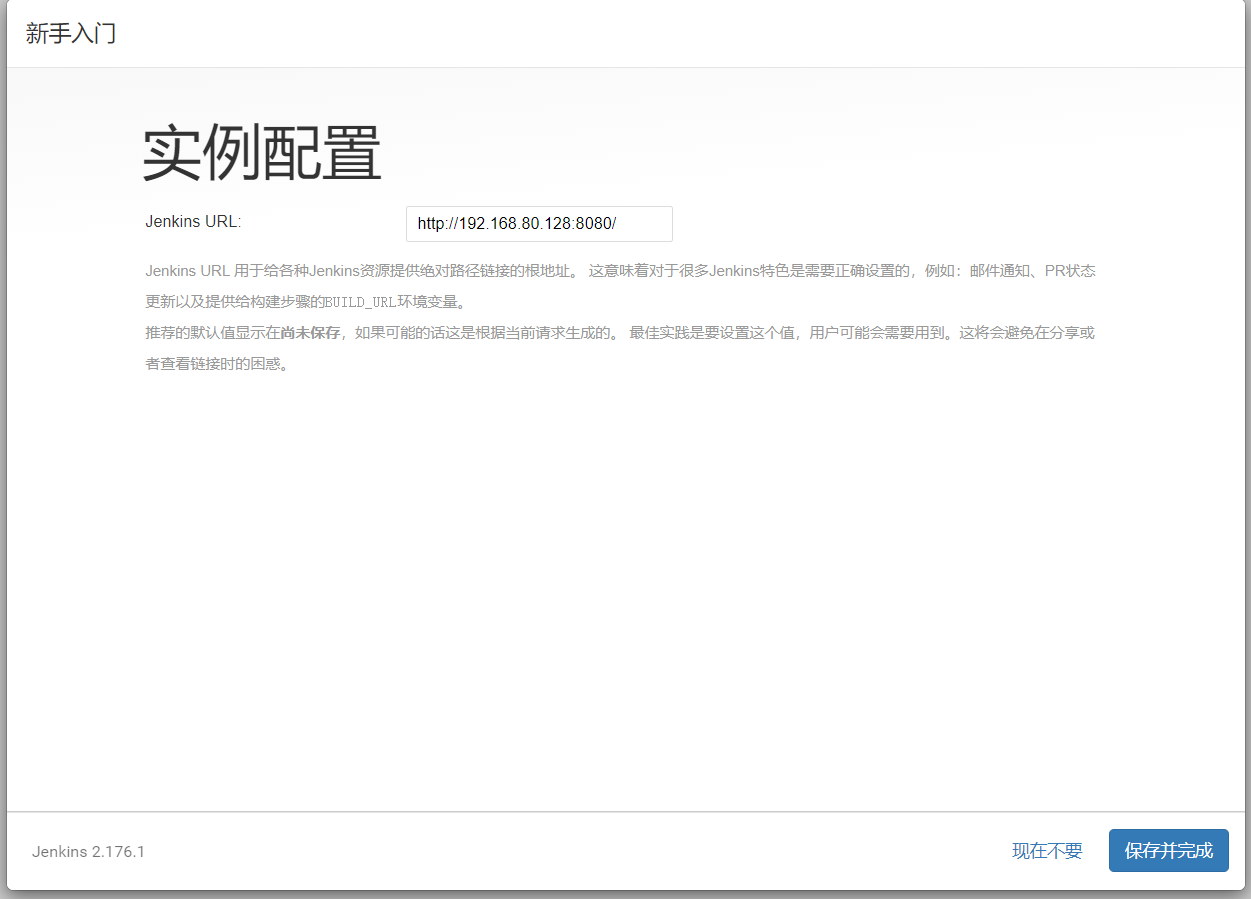 新手入门
实例配置
Jenkins URL:
http://192.168.80.128:8080/
Jenkins URL 用于给各种Jenkins资源提供绝对路径链接的根地址。 这意味着对于很多Jenkins特色是需要正确设置的，例如：邮件通知、PR状态
更新以及提供给构建步骤的BUILD_URL环境变量。
推荐的默认值显示在尚未保存，如果可能的话这是根据当前请求生成的。 最佳实践是要设置这个值，用户可能会需要用到。这将会避免在分享或
者查看链接时的困惑。
Jenkins 2.176.1
现在不要
保存并完成